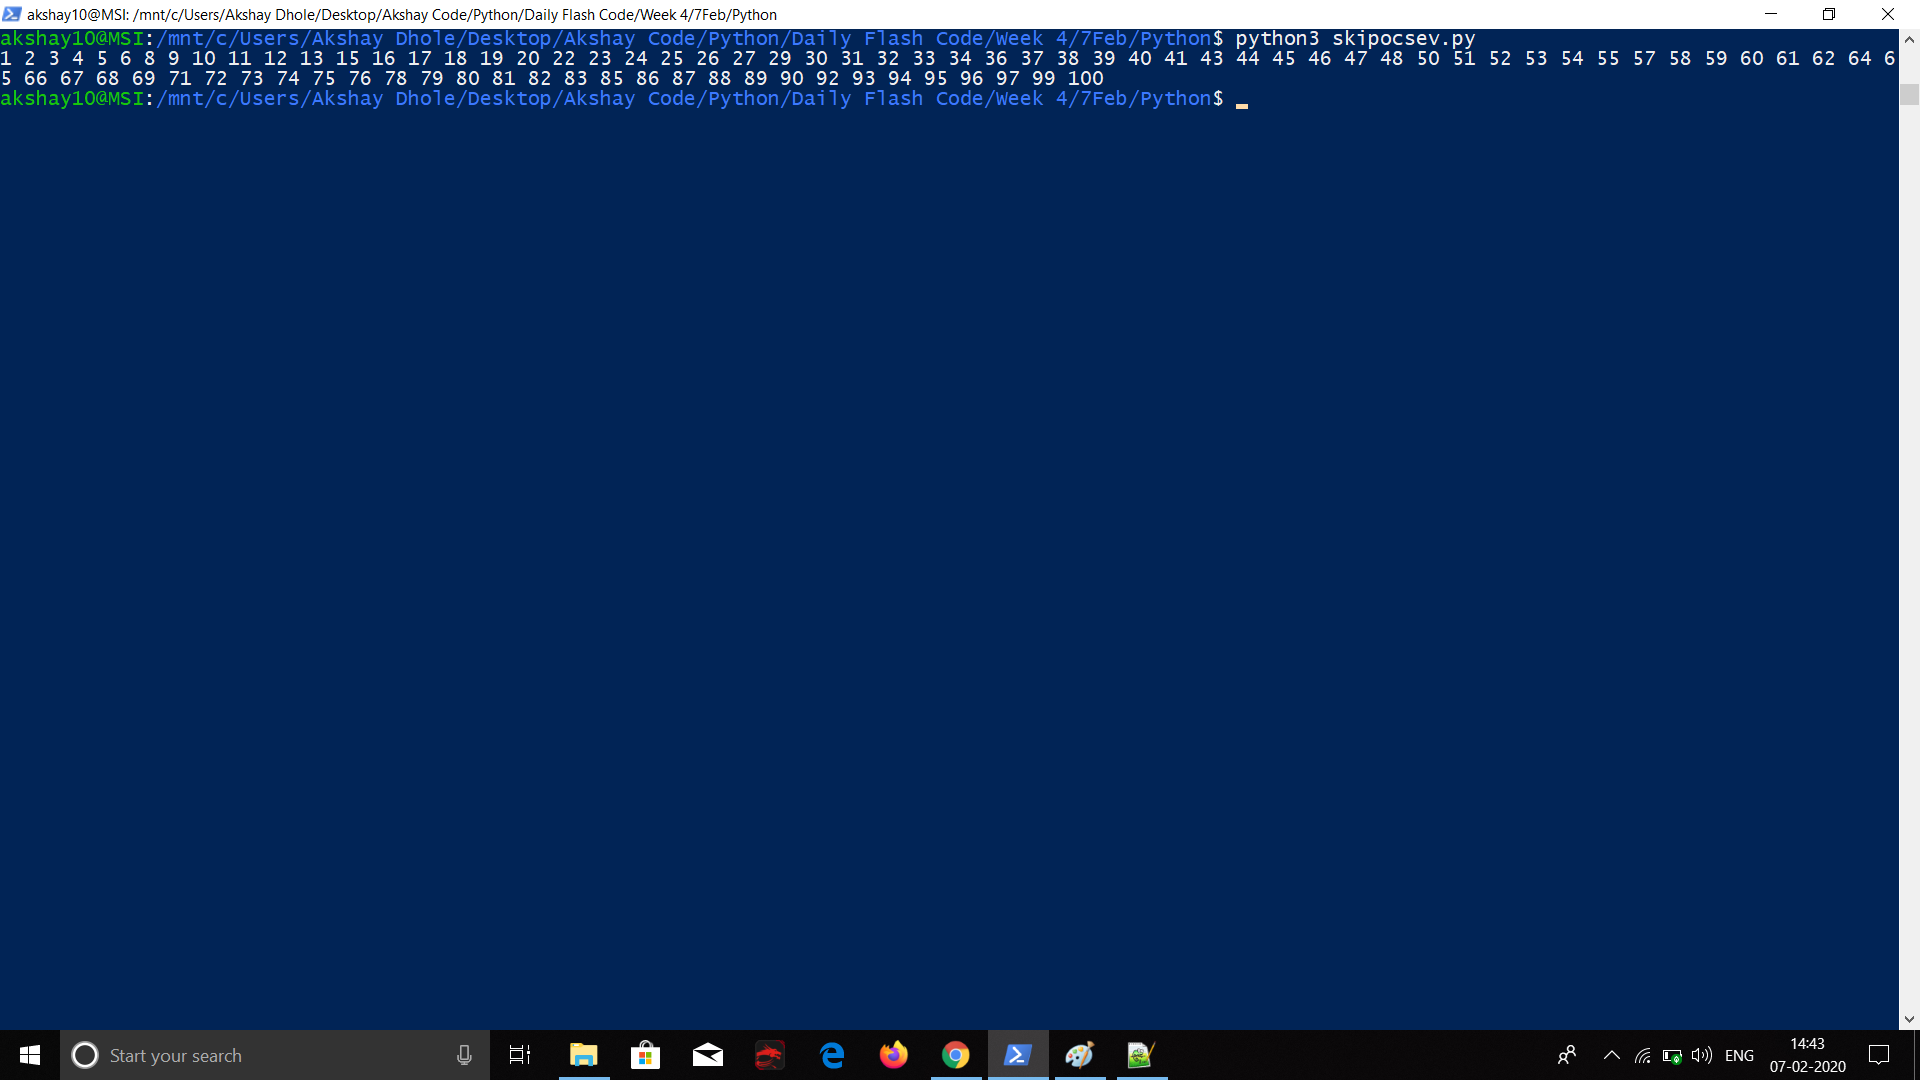 akshay10@MSI: /mnt/c/Users/Akshay Dhole/Desktop/Akshay Code/Python/Daily Flash Code/Week 4/7Feb/Python
akshay10@MSI:/mnt/c/Users/Akshay Dhole/Desktop/Akshay Code/Python/Daily Flash Code/Week 4/7Feb/Python$ python3 skipocsev.py
1 2 3 4 5 6 8 9 10 11 12 13 15 16 17 18 19 20 22 23 24 25 26 27 29 30 31 32 33 34 36 37 38 39 40 41 43 44 45 46 47 48 50 51 52 53 54 55 57 58 59 60 61 62 64 6
5 66 67 68 69 71 72 73 74 75 76 78 79 80 81 82 83 85 86 87 88 89 90 92 93 94 95 96 97 99 100
akshay10@MSI:/mnt/c/Users/Akshay Dhole/Desktop/Akshay Code/Python/Daily Flash Code/Week 4/7Feb/Python$
Start your search
ENG
14:43
07-02-2020